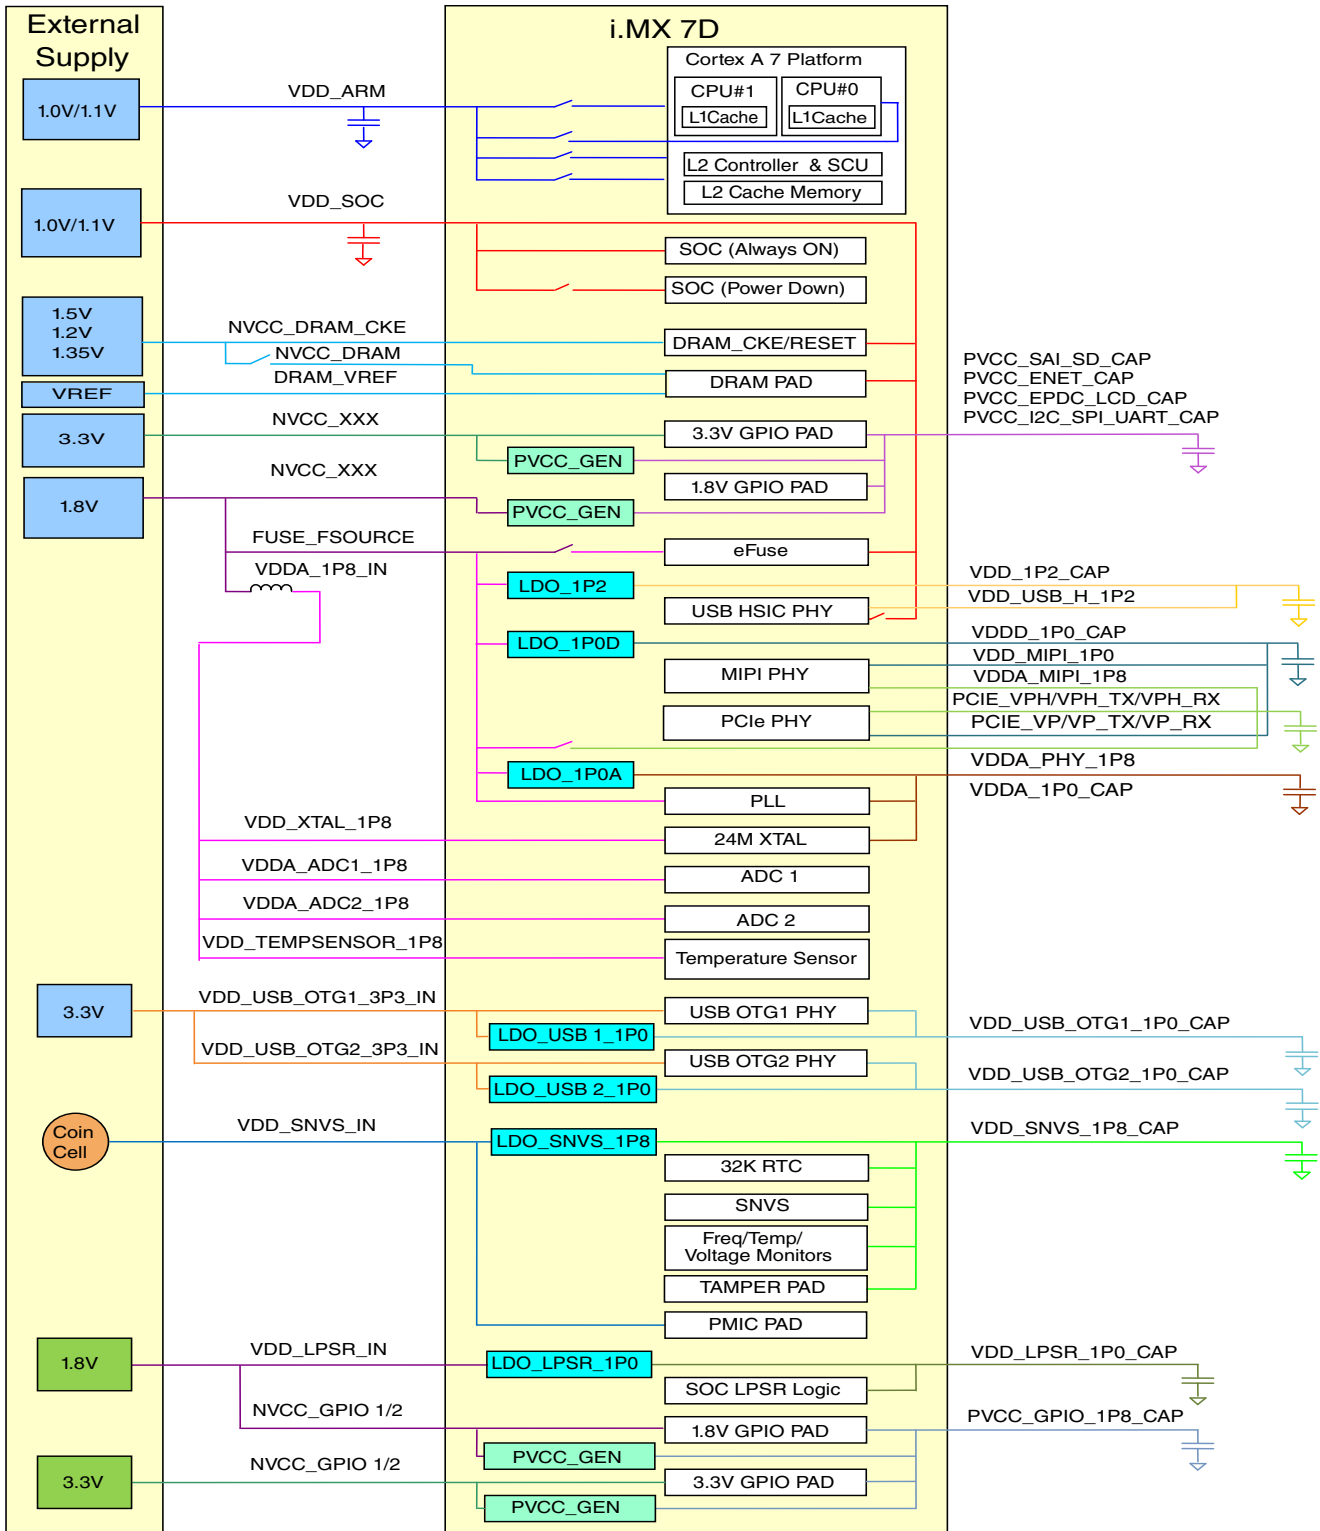 External
Supply
i.MX 7D
Cortex A 7 Platform
CPU#1
CPU#0
L1Cache
L1Cache
L2 Controller & SCU
L2 Cache Memory
1.0V/1.1V
VDD_ARM
1.0V/1.1V
VDD_SOC
SOC (Always ON)
SOC (Power Down)
1.5V
1.2V
1.35V
NVCC_DRAM_CKE
DRAM_CKE/RESET
NVCC_DRAM
VREF
DRAM_VREF
DRAM PAD
PVCC_SAI_SD_CAP
PVCC_ENET_CAP
PVCC_EPDC_LCD_CAP
PVCC_I2C_SPI_UART_CAP
3.3V
NVCC_XXX
3.3V GPIO PAD
PVCC_GEN
1.8V
NVCC_XXX
1.8V GPIO PAD
PVCC_GEN
FUSE_FSOURCE
eFuse
VDDA_1P8_IN
LDO_1P2
VDD_1P2_CAP
USB HSIC PHY
VDD_USB_H_1P2
LDO_1P0D
VDDD_1P0_CAP
VDD_MIPI_1P0
MIPI PHY
VDDA_MIPI_1P8
PCIE_VPH/VPH_TX/VPH_RX
PCIe PHY
PCIE_VP/VP_TX/VP_RX
LDO_1P0A
VDDA_PHY_1P8
VDDA_1P0_CAP
PLL
VDD_XTAL_1P8
24M XTAL
VDDA_ADC1_1P8
ADC 1
VDDA_ADC2_1P8
ADC 2
VDD_TEMPSENSOR_1P8
Temperature Sensor
3.3V
VDD_USB_OTG1_3P3_IN
USB OTG1 PHY
LDO_USB 1_1P0
VDD_USB_OTG1_1P0_CAP
VDD_USB_OTG2_3P3_IN
USB OTG2 PHY
LDO_USB 2_1P0
VDD_USB_OTG2_1P0_CAP
Coin
Cell
VDD_SNVS_IN
LDO_SNVS_1P8
VDD_SNVS_1P8_CAP
32K RTC
SNVS
Freq/Temp/
Voltage Monitors
TAMPER PAD
PMIC PAD
1.8V
VDD_LPSR_IN
LDO_LPSR_1P0
VDD_LPSR_1P0_CAP
SOC LPSR Logic
NVCC_GPIO 1/2
1.8V GPIO PAD
PVCC_GPIO_1P8_CAP
PVCC_GEN
3.3V
NVCC_GPIO 1/2
3.3V GPIO PAD
PVCC_GEN